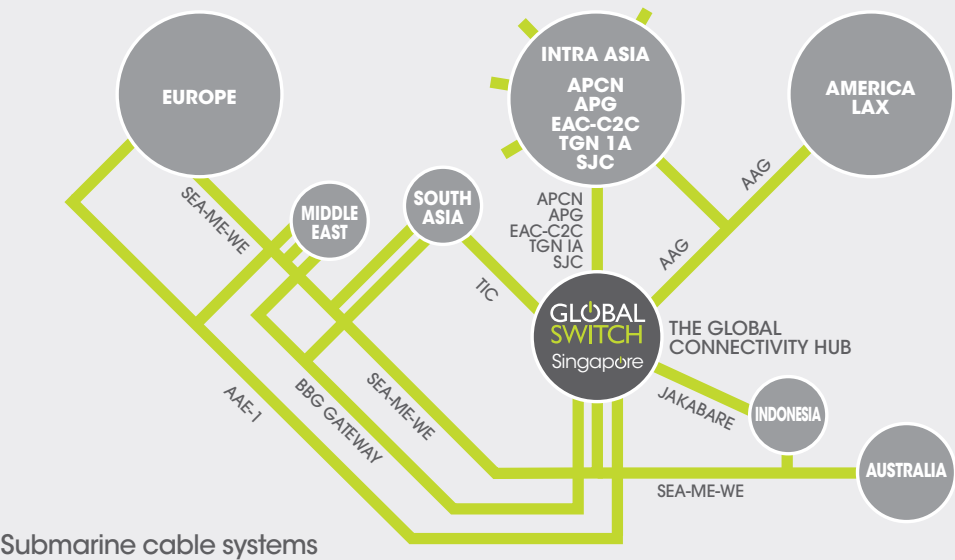 EUROPE
INTRA ASIA
APCN
APG
EAC-C2C
TGN 1A
SJC
AMERICA
LAX
SEA-ME-WE
MIDDLE
EAST
SOUTH
ASIA
APCN
APG
EAC-C2C
TGN IA
SJC
AAG
AAG
TIC
GLOBAL
SWITCH
Singapore
THE GLOBAL
CONNECTIVITY HUB
AAE-1
BBG GATEWAY
SEA-ME-WE
JAKABARE
INDONESIA
AUSTRALIA
SEA-ME-WE
Submarine cable systems